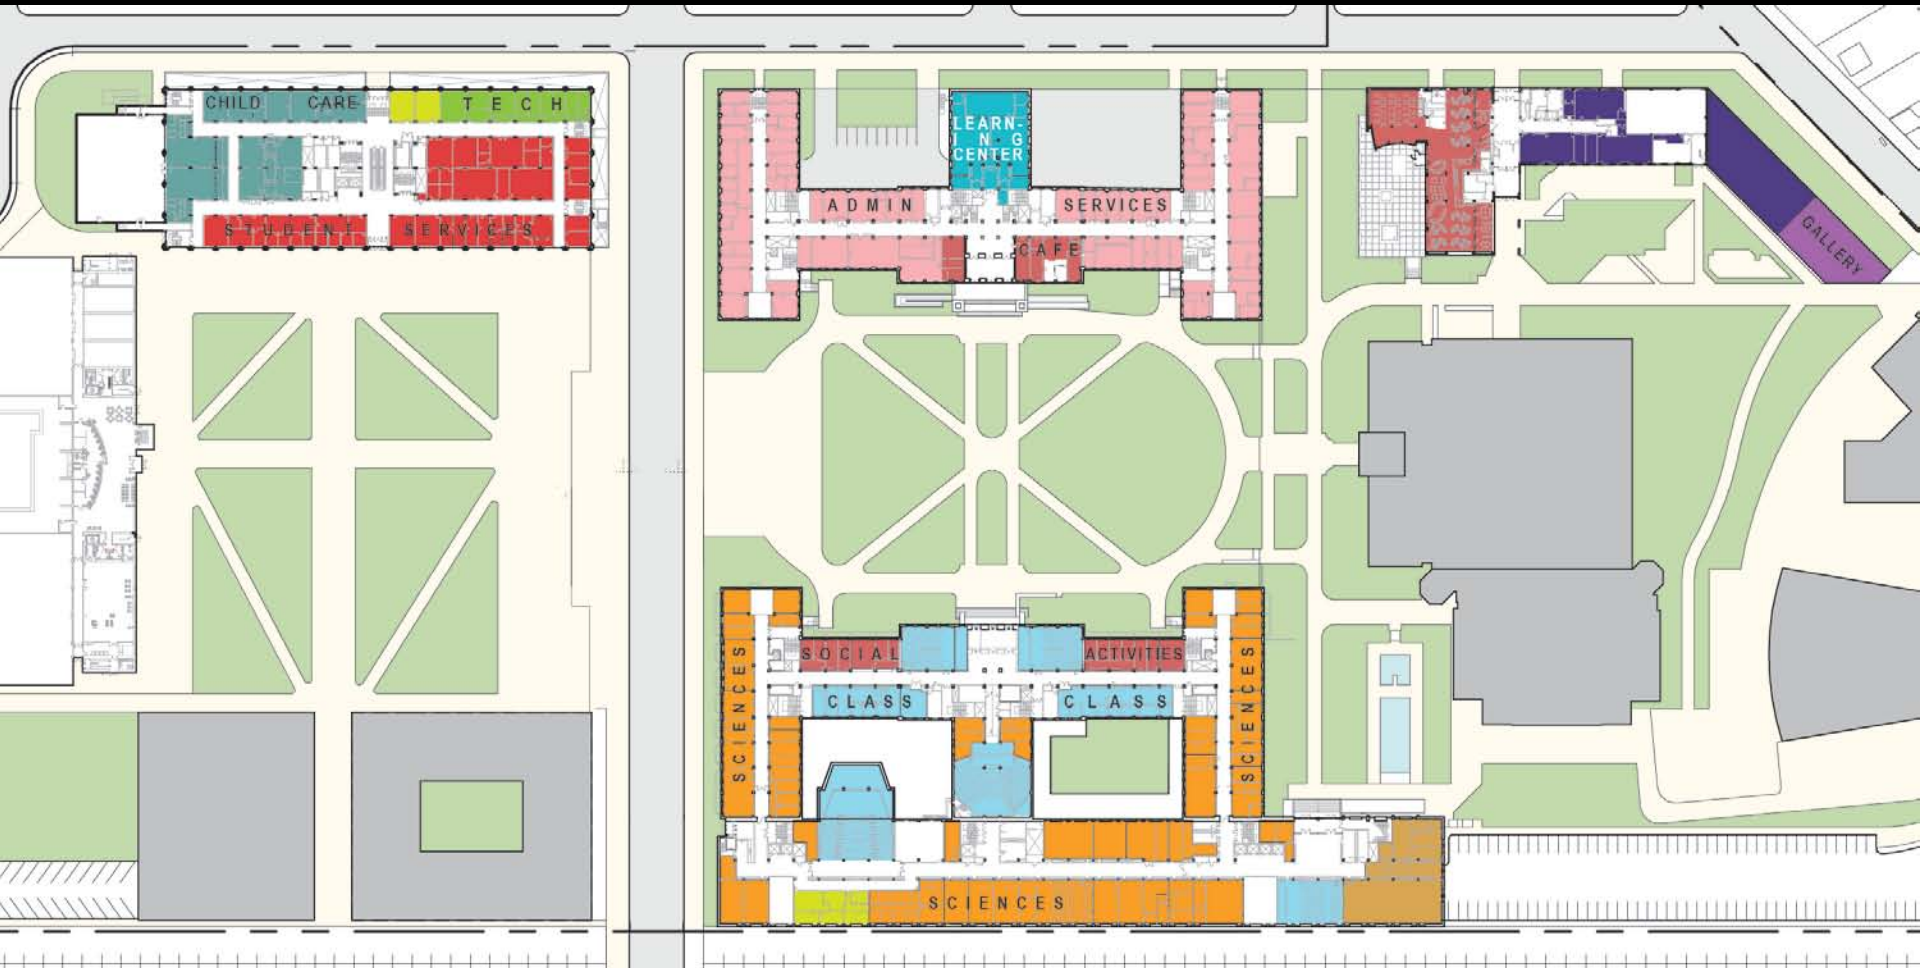 CHILD CARE
TECH
STUDENT SERVICES
LEARN-
ING
CENTER
ADMIN
SERVICES
CAFE
GALLERY
SOCIAL
ACTIVITIES
CLASS
CLASS
SCIENCES
SCIENCES
SCIENCES